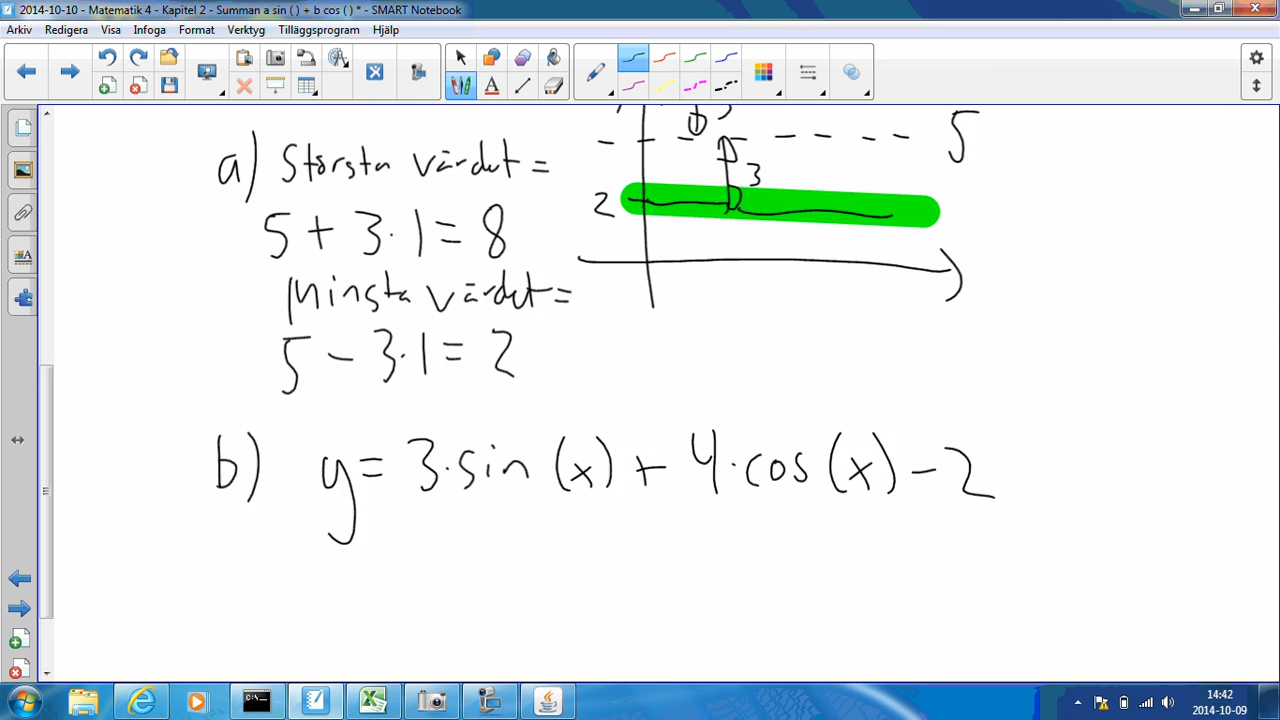 2014-10-10 - Matematik 4 - Kapitel 2 - Summan a sin ( ) + b cos ( ) * - SMART Notebook
Arkiv Redigera Visa Infoga Format Verktyg Tilläggsprogram Hjälp
a) Största värdet =
5 + 3·1 = 8
Minsta värdet =
5 - 3·1 = 2
5
3
2
b) y = 3·sin (x) + 4·cos (x) - 2
14:42
2014-10-09